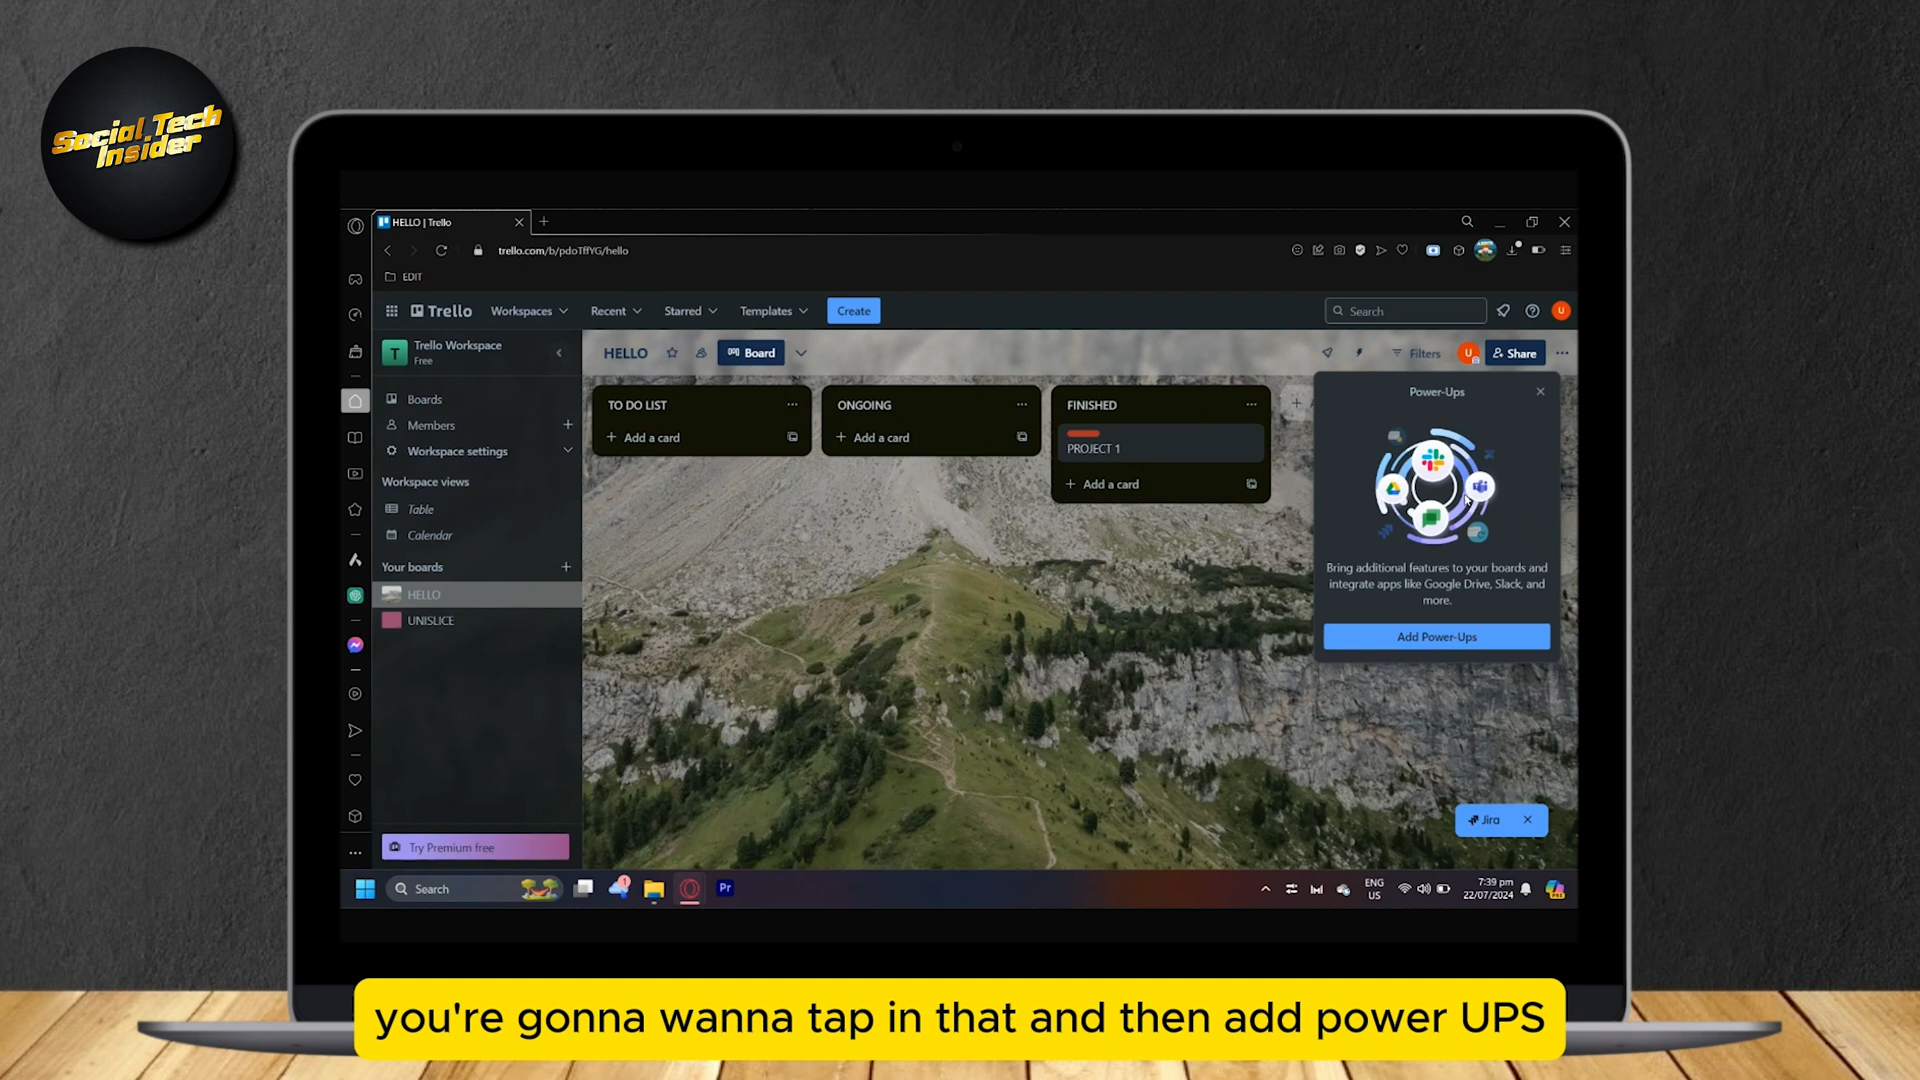 Social Tech
Insider
HELLO | Trello
trello.com/b/pdoTffYG/hello
EDIT
Trello
Workspaces
Recent
Starred
Templates
Create
Search
U
T
Trello Workspace
Free
HELLO
Board
Filters
U
Share
Boards
Members
Workspace settings
Workspace views
Table
Calendar
Your boards
HELLO
UNISLICE
Try Premium free
TO DO LIST
Add a card
ONGOING
Add a card
FINISHED
PROJECT 1
Add a card
Power-Ups
Bring additional features to your boards and
integrate apps like Google Drive, Slack, and
more.
Add Power-Ups
Jira
Search
1
Pr
ENG
US
7:39 pm
22/07/2024
you're gonna wanna tap in that and then add power UPS